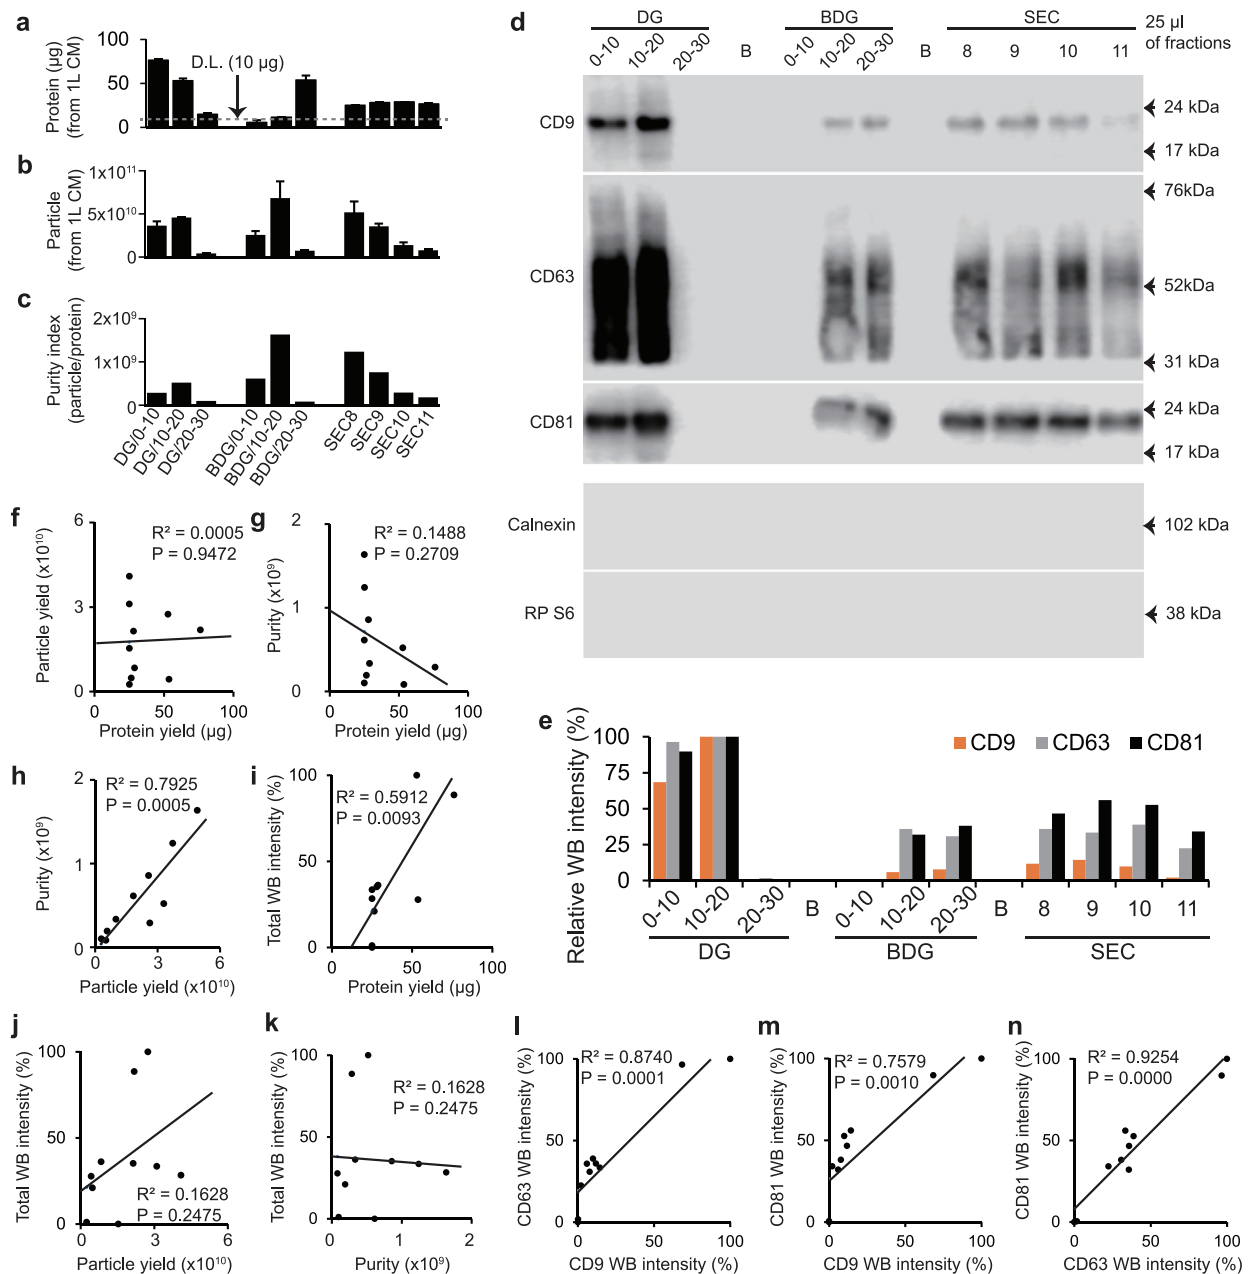 a
Protein (µg)
(from 1L CM)
100
50
0
D.L. (10 µg)
b
Particle
(from 1L CM)
1x10¹¹
5x10¹⁰
0
c
Purity index
(particle/protein)
2x10⁹
1x10⁹
0
DG/0-10
DG/10-20
DG/20-30
BDG/0-10
BDG/10-20
BDG/20-30
SEC8
SEC9
SEC10
SEC11
d
DG
BDG
SEC
25 µl
of fractions
0-10
10-20
20-30
B
0-10
10-20
20-30
B
8
9
10
11
CD9
24 kDa
17 kDa
CD63
76kDa
52kDa
31 kDa
CD81
24 kDa
17 kDa
Calnexin
102 kDa
RP S6
38 kDa
e
Relative WB intensity (%)
100
75
50
25
0
CD9
CD63
CD81
0-10
10-20
20-30
B
0-10
10-20
20-30
B
8
9
10
11
DG
BDG
SEC
f
Particle yield (x10¹⁰)
6
3
0
R² = 0.0005
P = 0.9472
0
50
100
Protein yield (µg)
g
Purity (x10⁹)
2
1
0
R² = 0.1488
P = 0.2709
0
50
100
Protein yield (µg)
h
Purity (x10⁹)
2
1
0
R² = 0.7925
P = 0.0005
0
3
6
Particle yield (x10¹⁰)
i
Total WB intensity (%)
100
50
0
R² = 0.5912
P = 0.0093
0
50
100
Protein yield (µg)
j
Total WB intensity (%)
100
50
0
R² = 0.1628
P = 0.2475
0
3
6
Particle yield (x10¹⁰)
k
Total WB intensity (%)
100
50
0
R² = 0.1628
P = 0.2475
0
1
2
Purity (x10⁹)
l
CD63 WB intensity (%)
100
50
0
R² = 0.8740
P = 0.0001
0
50
100
CD9 WB intensity (%)
m
CD81 WB intensity (%)
100
50
0
R² = 0.7579
P = 0.0010
0
50
100
CD9 WB intensity (%)
n
CD81 WB intensity (%)
100
50
0
R² = 0.9254
P = 0.0000
0
50
100
CD63 WB intensity (%)